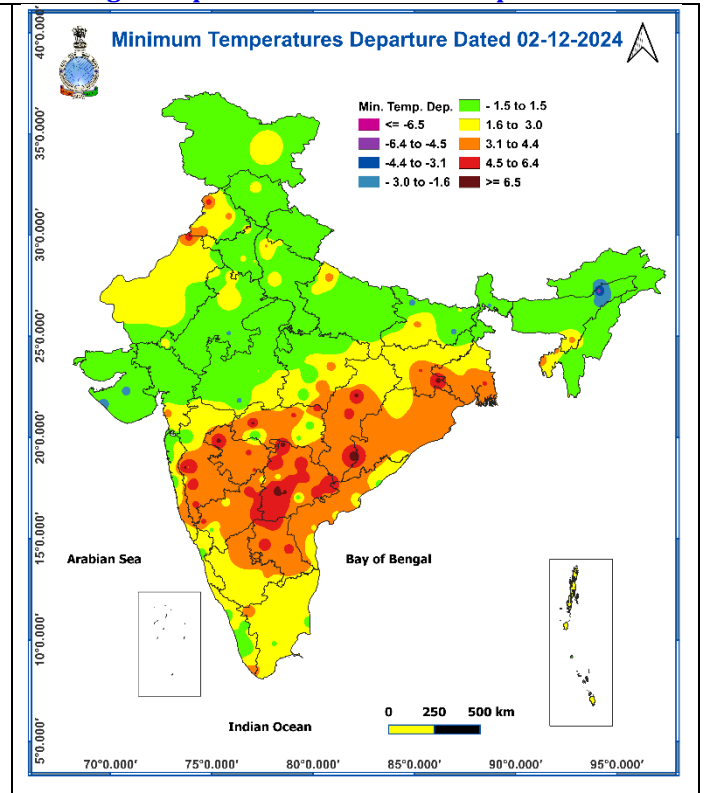 Minimum Temperatures Departure Dated 02-12-2024
Min. Temp. Dep.
<= -6.5
-6.4 to -4.5
-4.4 to -3.1
- 3.0 to -1.6
- 1.5 to 1.5
1.6 to 3.0
3.1 to 4.4
4.5 to 6.4
>= 6.5
40°0.000'
35°0.000'
30°0.000'
25°0.000'
20°0.000'
15°0.000'
10°0.000'
5°0.000'
Arabian Sea
Bay of Bengal
Indian Ocean
0 250 500 km
70°0.000' 75°0.000' 80°0.000' 85°0.000' 90°0.000' 95°0.000'